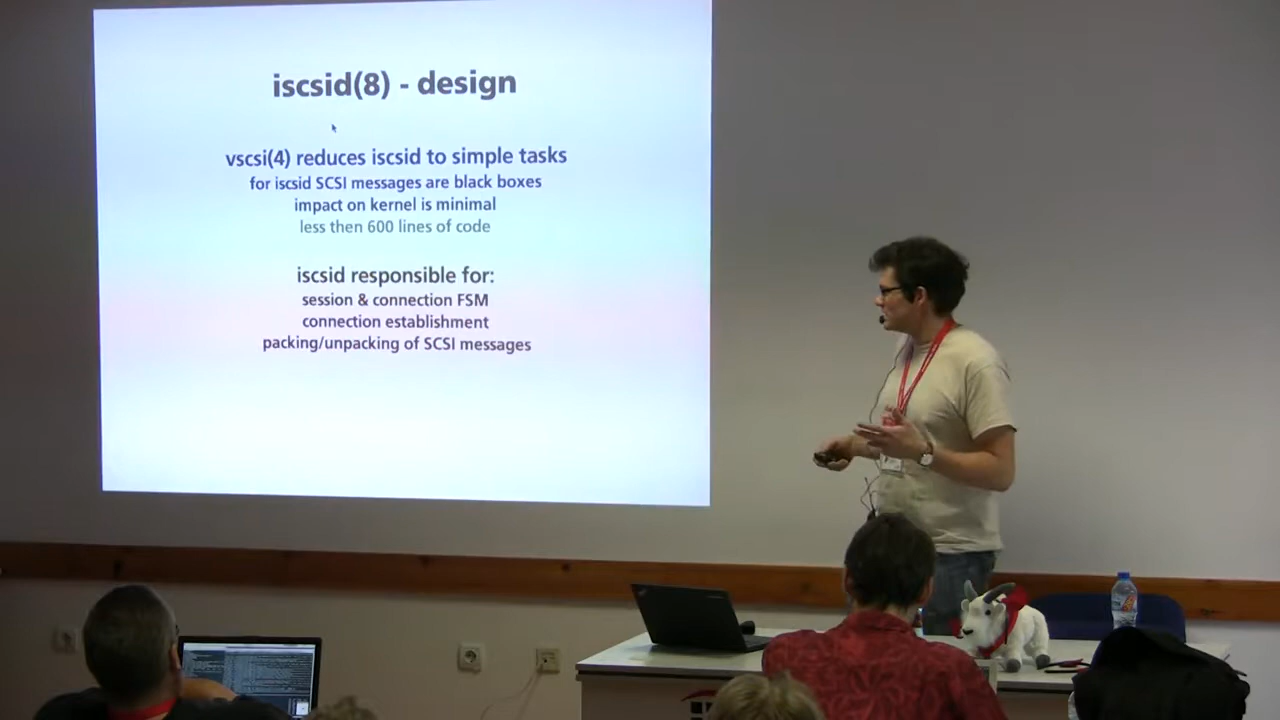 iscsid(8) - design
vscsi(4) reduces iscsid to simple tasks
for iscsid SCSI messages are black boxes
impact on kernel is minimal
less then 600 lines of code
iscsid responsible for:
session & connection FSM
connection establishment
packing/unpacking of SCSI messages